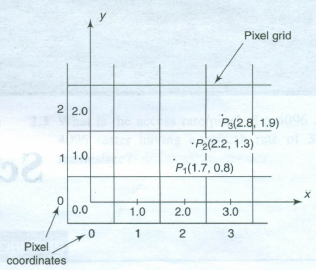 y
Pixel grid
2 2.0
P3(2.8, 1.9)
P2(2.2, 1.3)
1 1.0
P1(1.7, 0.8)
x
0 0.0 1.0 2.0 3.0
0 1 2 3
Pixel
coordinates